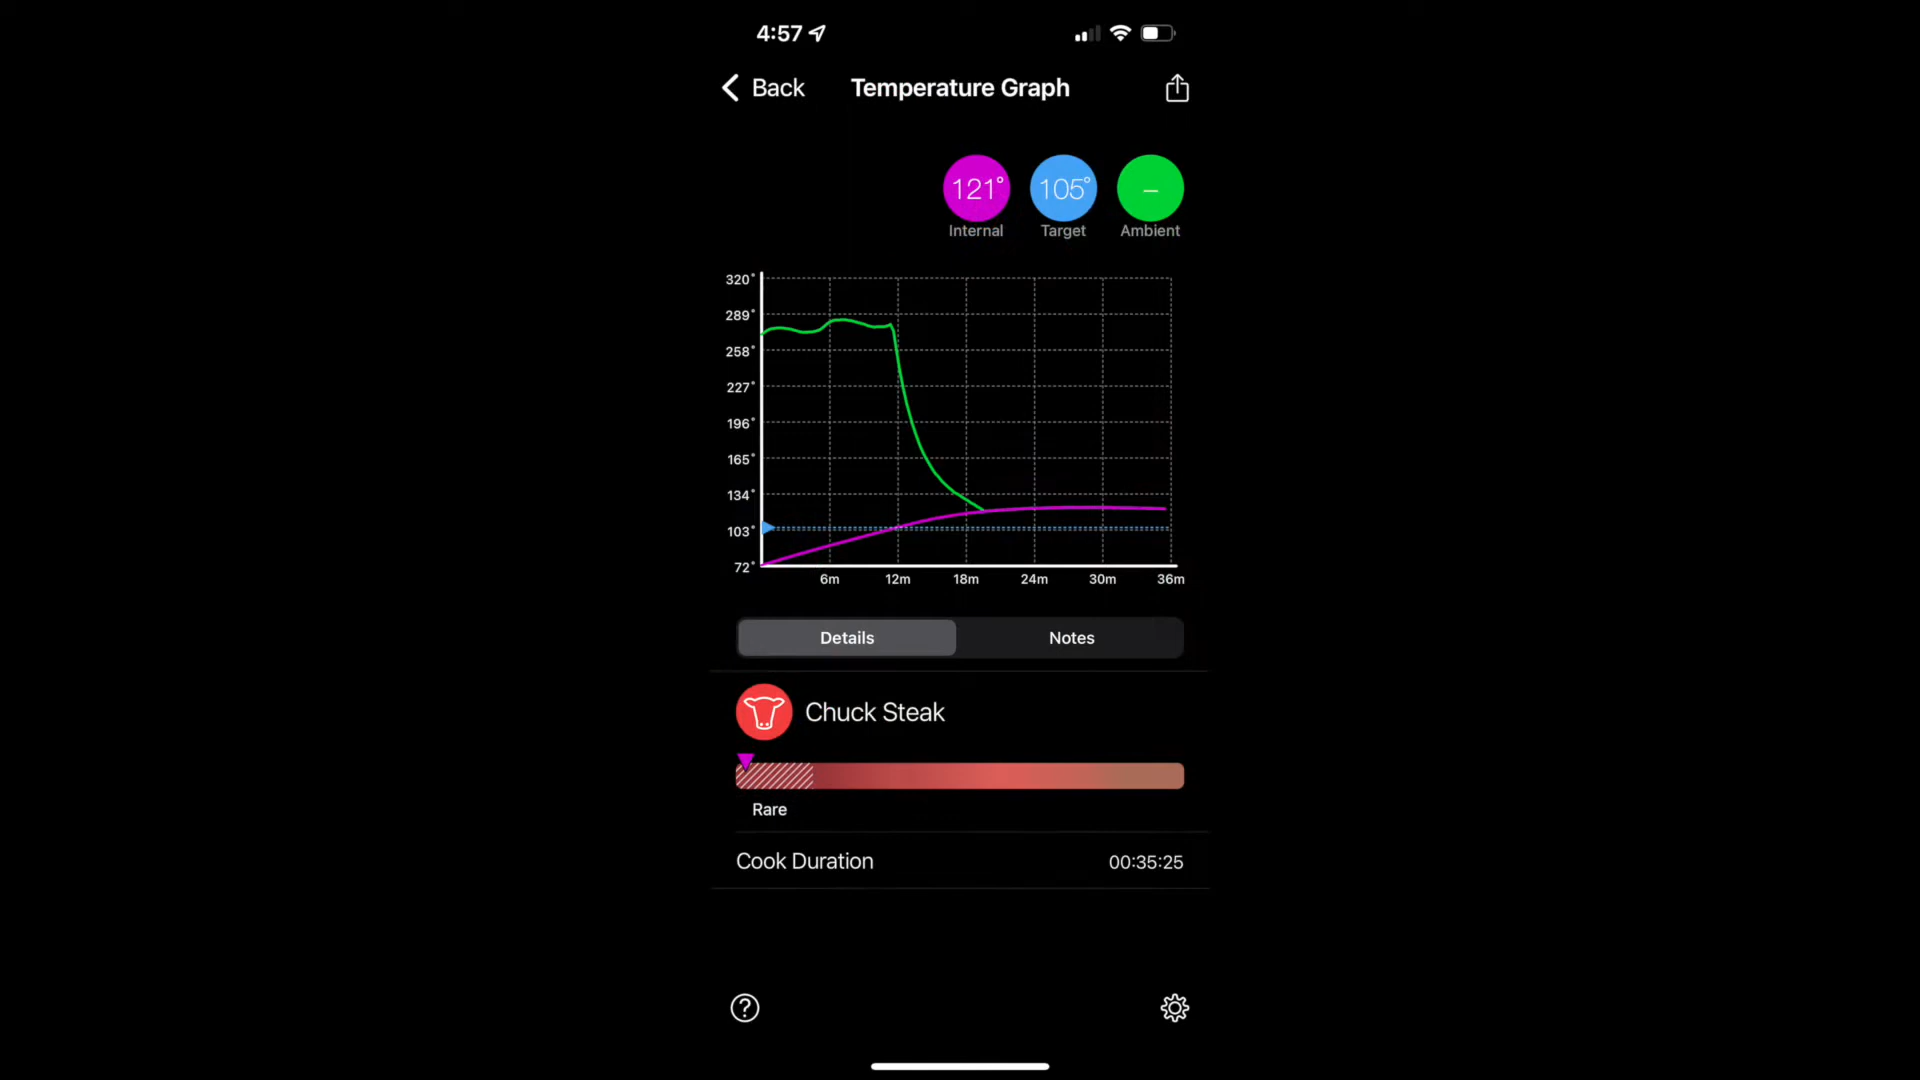 4:57
Back
Temperature Graph
121°
105°
–
Internal
Target
Ambient
320°
289°
258°
227°
196°
165°
134°
103°
72°
6m
12m
18m
24m
30m
36m
Details
Notes
Chuck Steak
Rare
Cook Duration
00:35:25
?